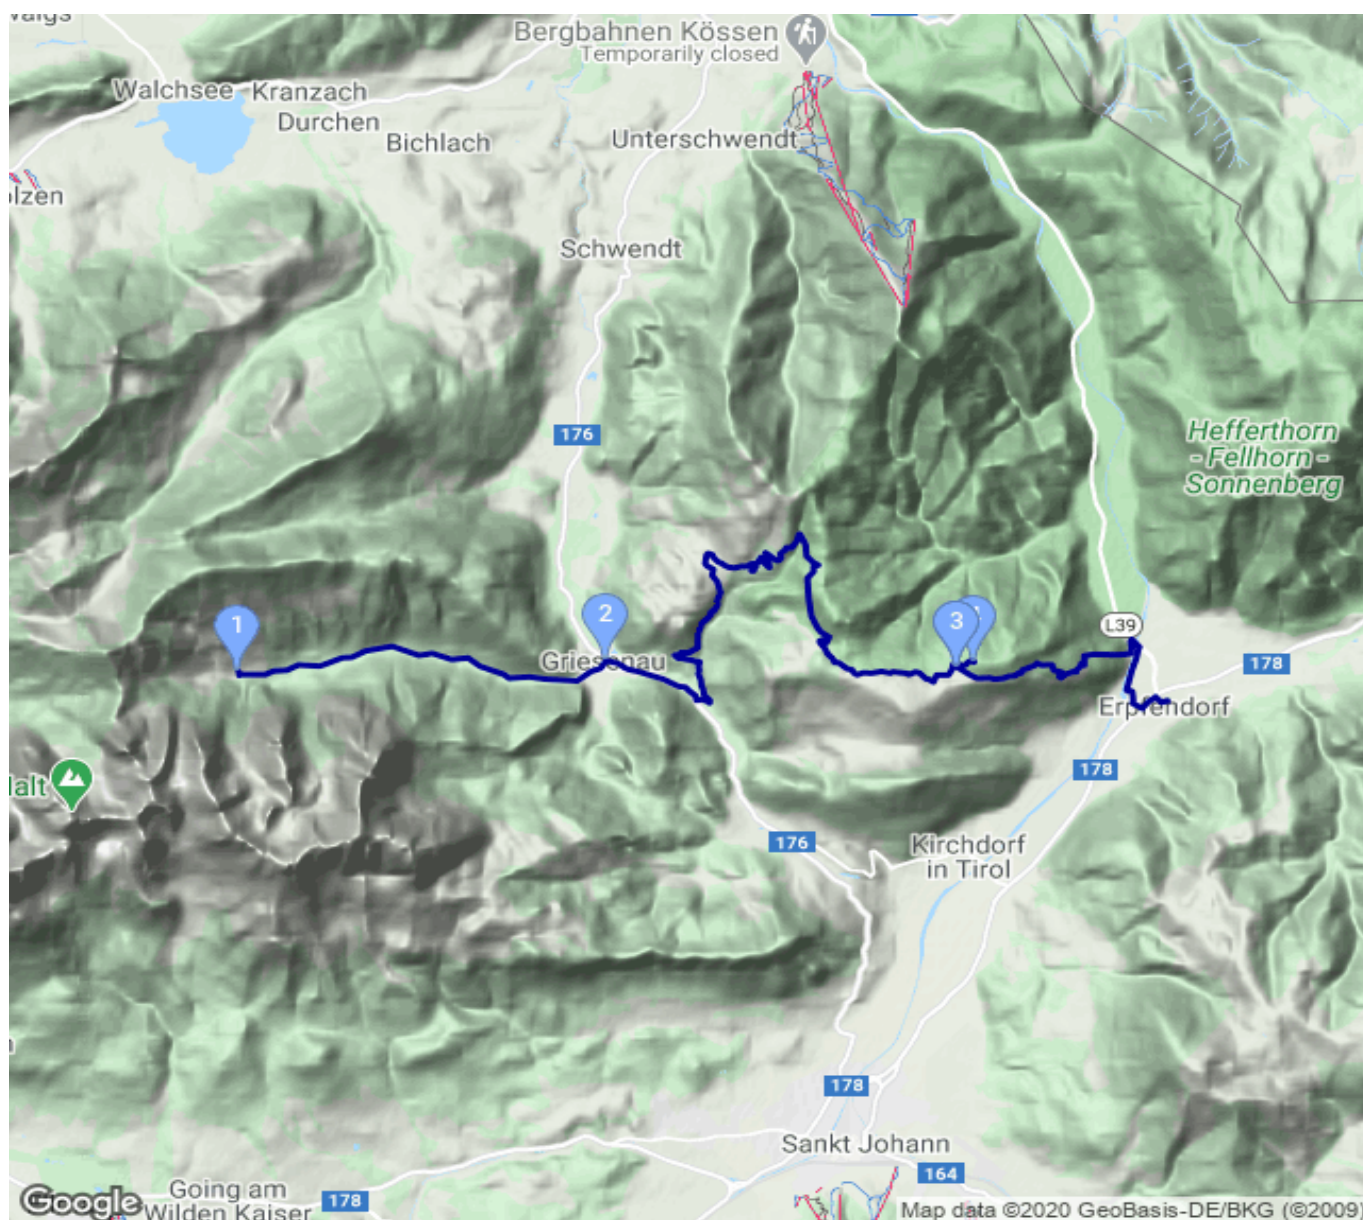 Bergbahnen Kössen
Temporarily closed
Walchsee
Kranzach
Durchen
Bichlach
Unterschwendt
Schwendt
176
Hefferthorn
- Fellhorn -
Sonnenberg
1
2
3
L39
Griesenau
178
Erpfendorf
178
176
Kirchdorf
in Tirol
178
Sankt Johann
164
Going am
Wilden Kaiser
178
Google
Map data ©2020 GeoBasis-DE/BKG (©2009)